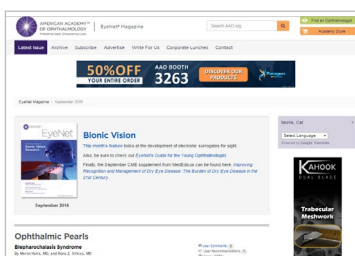 AMERICAN ACADEMY™
OF OPHTHALMOLOGY
EyeNet® Magazine
Search AAO.org
Find an Ophthalmologist
Academy Store
Latest Issue Archive Subscribe Advertise Write For Us Corporate Lunches Contact
50% OFF
YOUR ENTIRE ORDER
AAO BOOTH
3263
DISCOVER OUR
PRODUCTS
EyeNet Magazine September 2016
EyeNet
Bionic Vision
This month's feature looks at the development of electronic surrogates for sight.
Also, be sure to check out EyeNet's Guide for the Young Ophthalmologist.
Finally, the September CME supplement from MedEdicus can be found here: Improving
Recognition and Management of Dry Eye Disease: The Burden of Dry Eye Disease in the
21st Century.
September 2016
Select Language
KAHOOK
DUAL BLADE
Trabecular
Meshwork
Ophthalmic Pearls
Blepharochalasis Syndrome